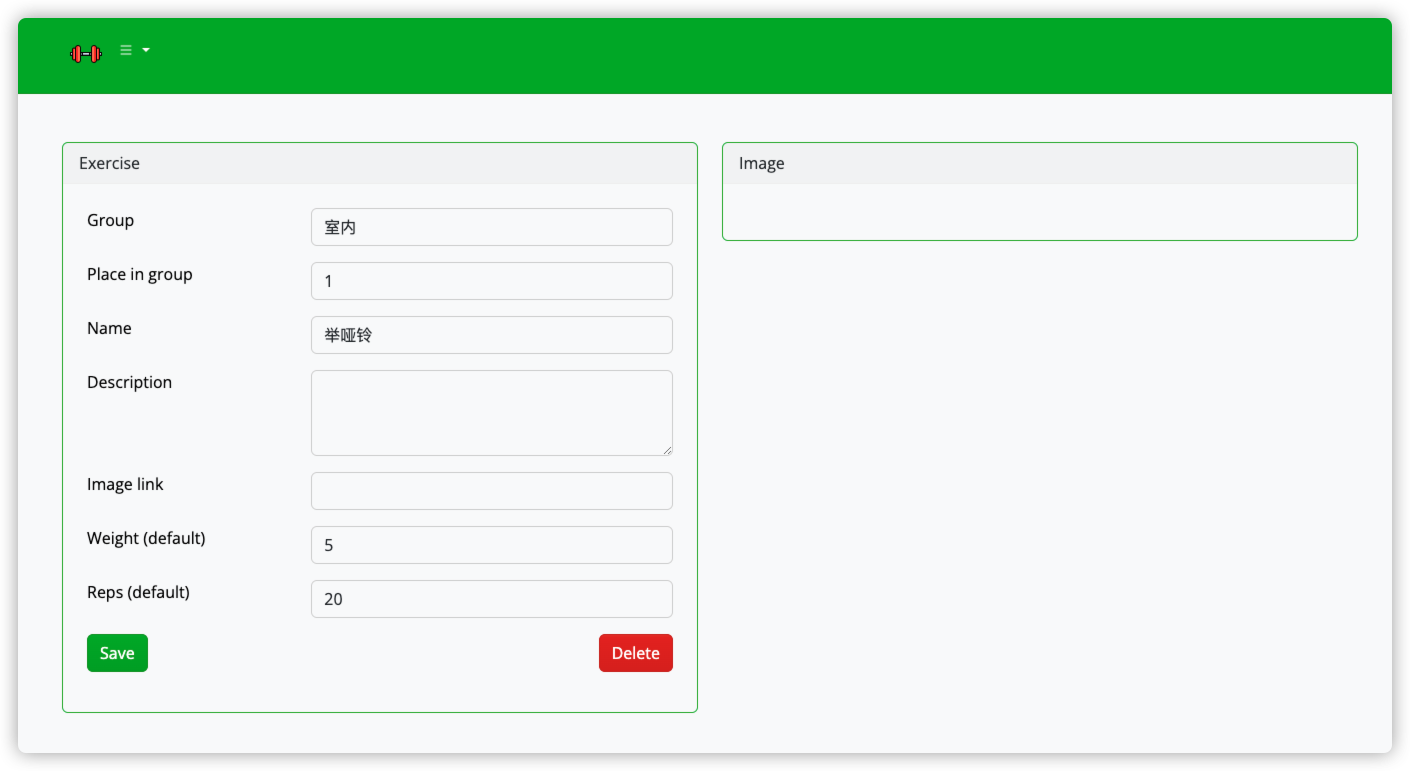 Exercise
Group
室内
Place in group
1
Name
举哑铃
Description
Image link
Weight (default)
5
Reps (default)
20
Save
Delete
Image